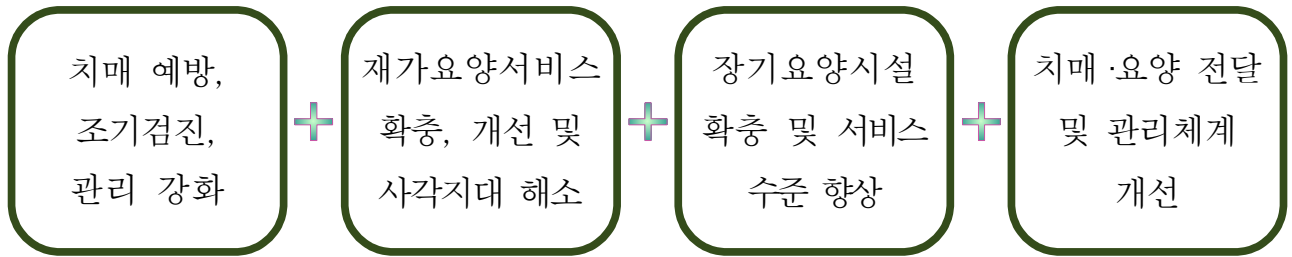 치매 예방,
조기검진,
관리 강화
재가요양서비스
확충, 개선 및
사각지대 해소
장기요양시설
확충 및 서비스
수준 향상
치매·요양 전달
및 관리체계
개선